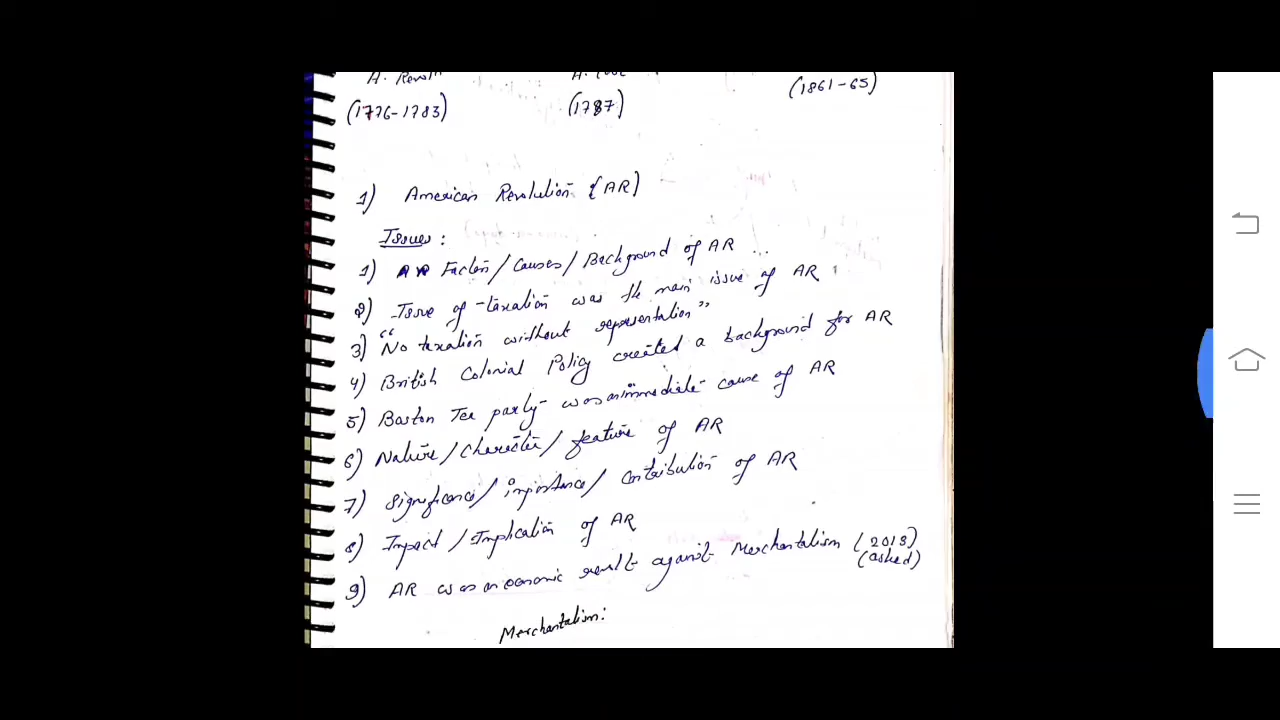 A. Revoln
(1776-1783) (1787) (1861-65)
1) American Revolution {AR)
Issues :
1) Factors / Causes / Background of AR ...
2) Issue of taxation was the main issue of AR
3) "No taxation without representation"
4) British Colonial Policy created a background for AR
5) Boston Tea party was an immediate cause of AR
6) Nature / Character / feature of AR
7) Significance / importance / contribution of AR
8) Impact / Implication of AR
9) AR was an economic revolt against Merchantalism (2013)
(asked)
Merchantalism: